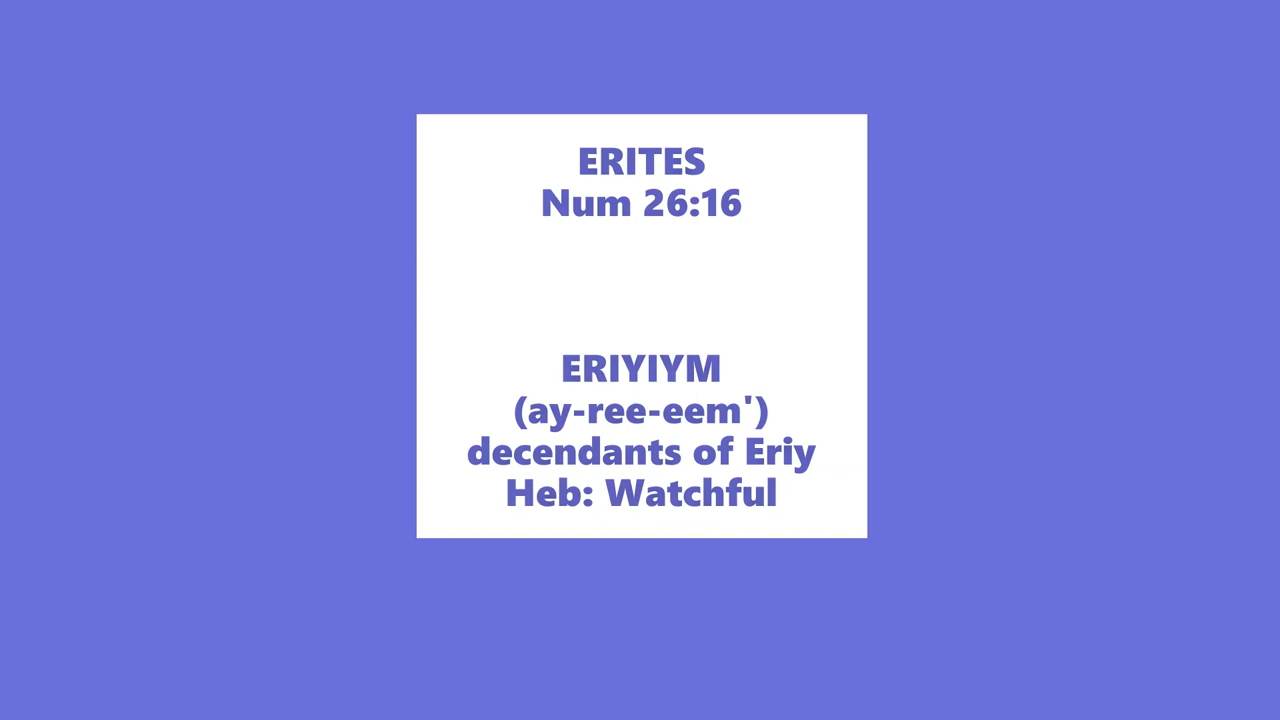 ERITES
Num 26:16
ERIYIYM
(ay-ree-eem')
decendants of Eriy
Heb: Watchful